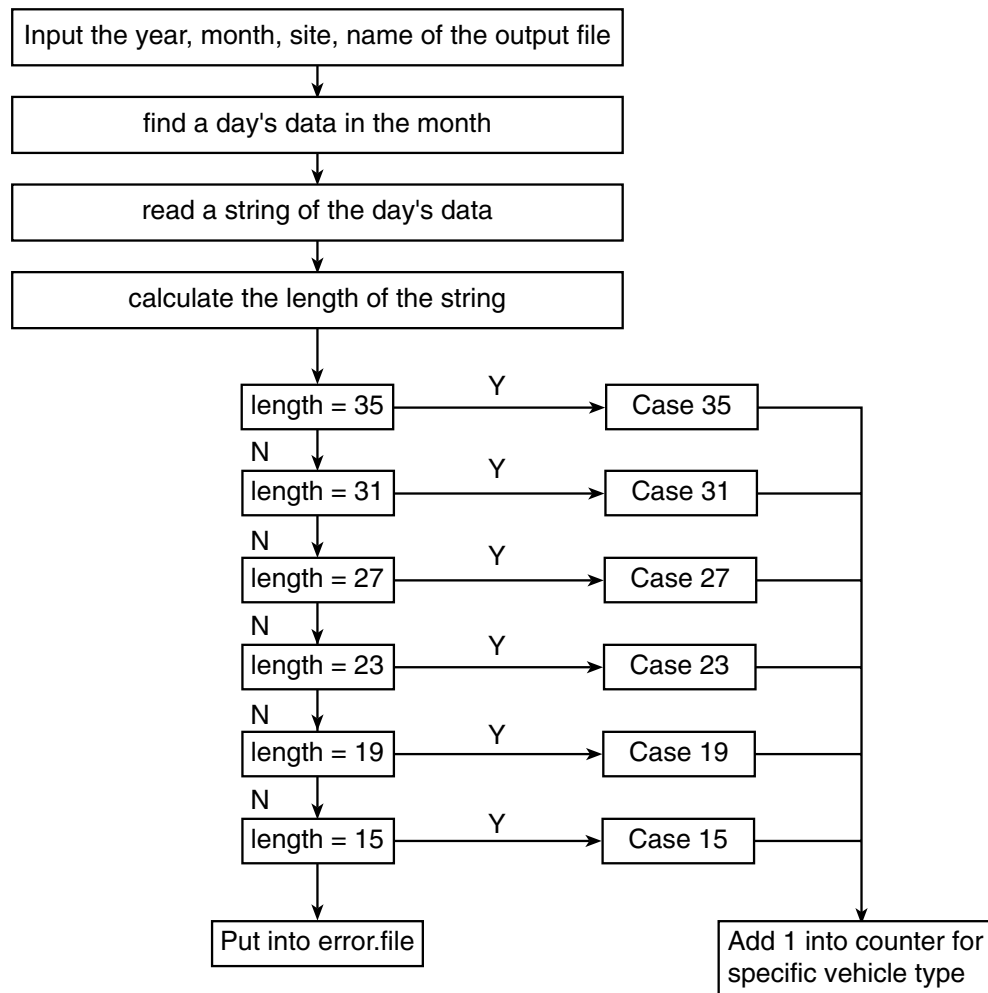 Input the year, month, site, name of the output file
find a day's data in the month
read a string of the day's data
calculate the length of the string
length = 35
Y
Case 35
N
length = 31
Y
Case 31
N
length = 27
Y
Case 27
N
length = 23
Y
Case 23
N
length = 19
Y
Case 19
N
length = 15
Y
Case 15
Put into error.file
Add 1 into counter for
specific vehicle type